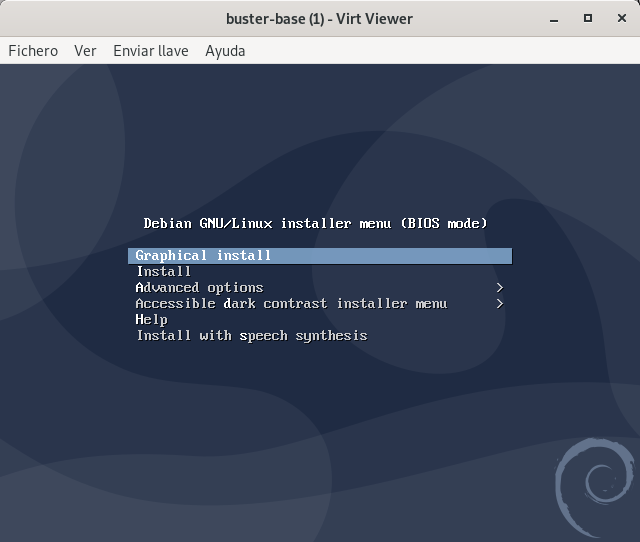 buster-base (1) - Virt Viewer
Fichero Ver Enviar llave Ayuda
Debian GNU/Linux installer menu (BIOS mode)
Graphical install
Install
Advanced options >
Accessible dark contrast installer menu >
Help
Install with speech synthesis